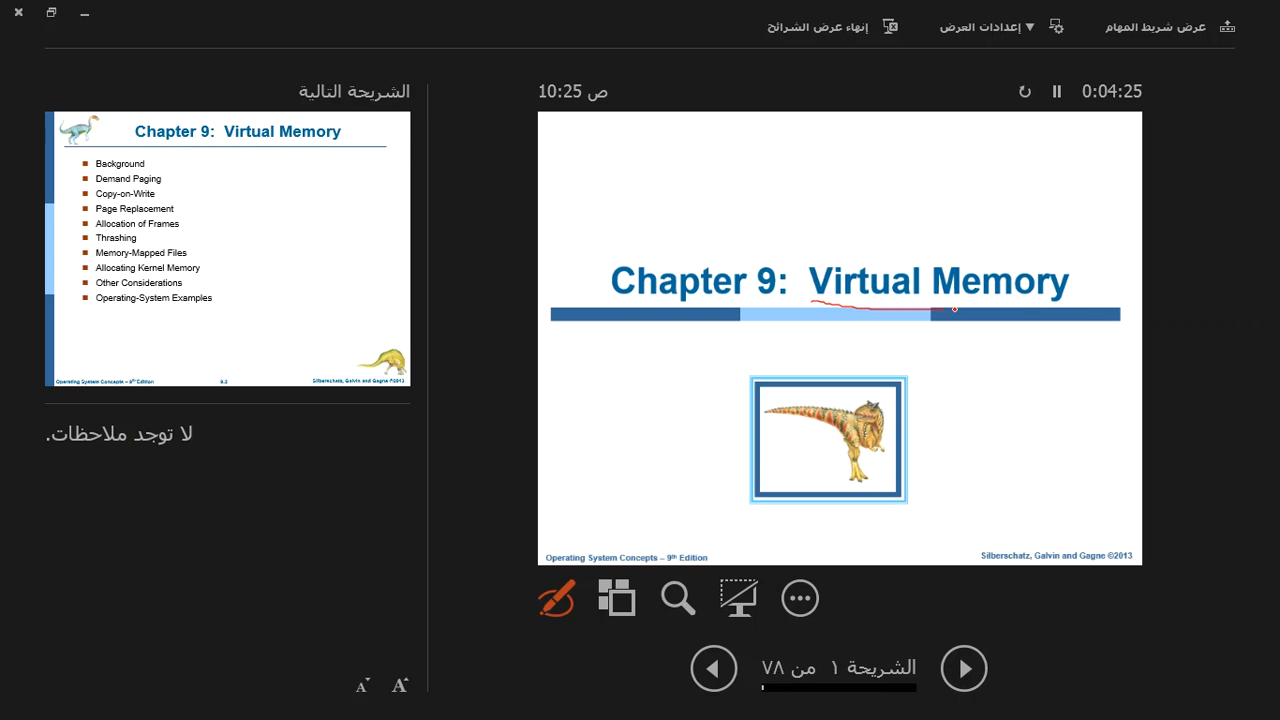 عرض شريط المهام
إعدادات العرض ▼
إنهاء عرض الشرائح
الشريحة التالية
Chapter 9: Virtual Memory
Background
Demand Paging
Copy-on-Write
Page Replacement
Allocation of Frames
Thrashing
Memory-Mapped Files
Allocating Kernel Memory
Other Considerations
Operating-System Examples
Operating System Concepts – 9th Edition
9.2
Silberschatz, Galvin and Gagne ©2013
لا توجد ملاحظات.
A A
0:04:25
10:25 ص
Chapter 9: Virtual Memory
Operating System Concepts – 9th Edition
Silberschatz, Galvin and Gagne ©2013
الشريحة ١ من ٧٨